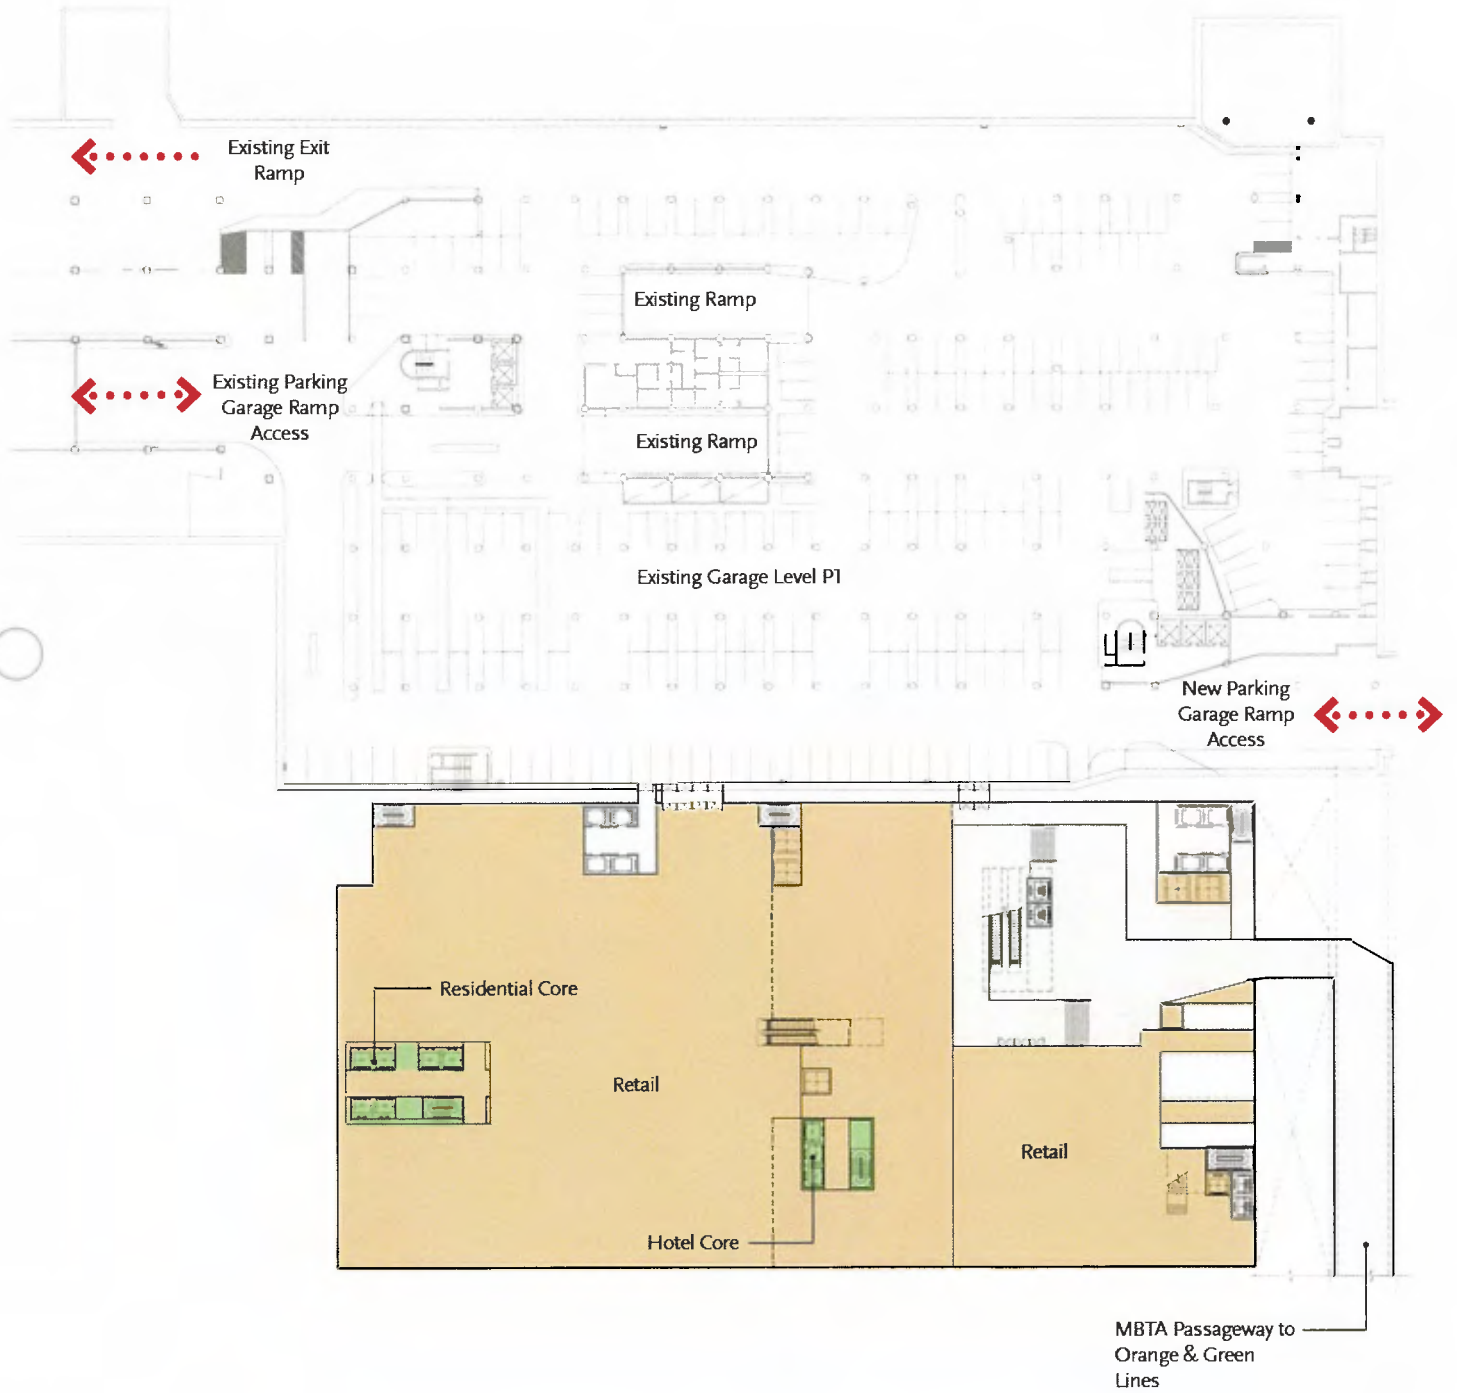 Existing Exit
Ramp
Existing Ramp
Existing Parking
Garage Ramp
Access
Existing Ramp
Existing Garage Level P1
New Parking
Garage Ramp
Access
Residential Core
Retail
Retail
Hotel Core
MBTA Passageway to
Orange & Green
Lines